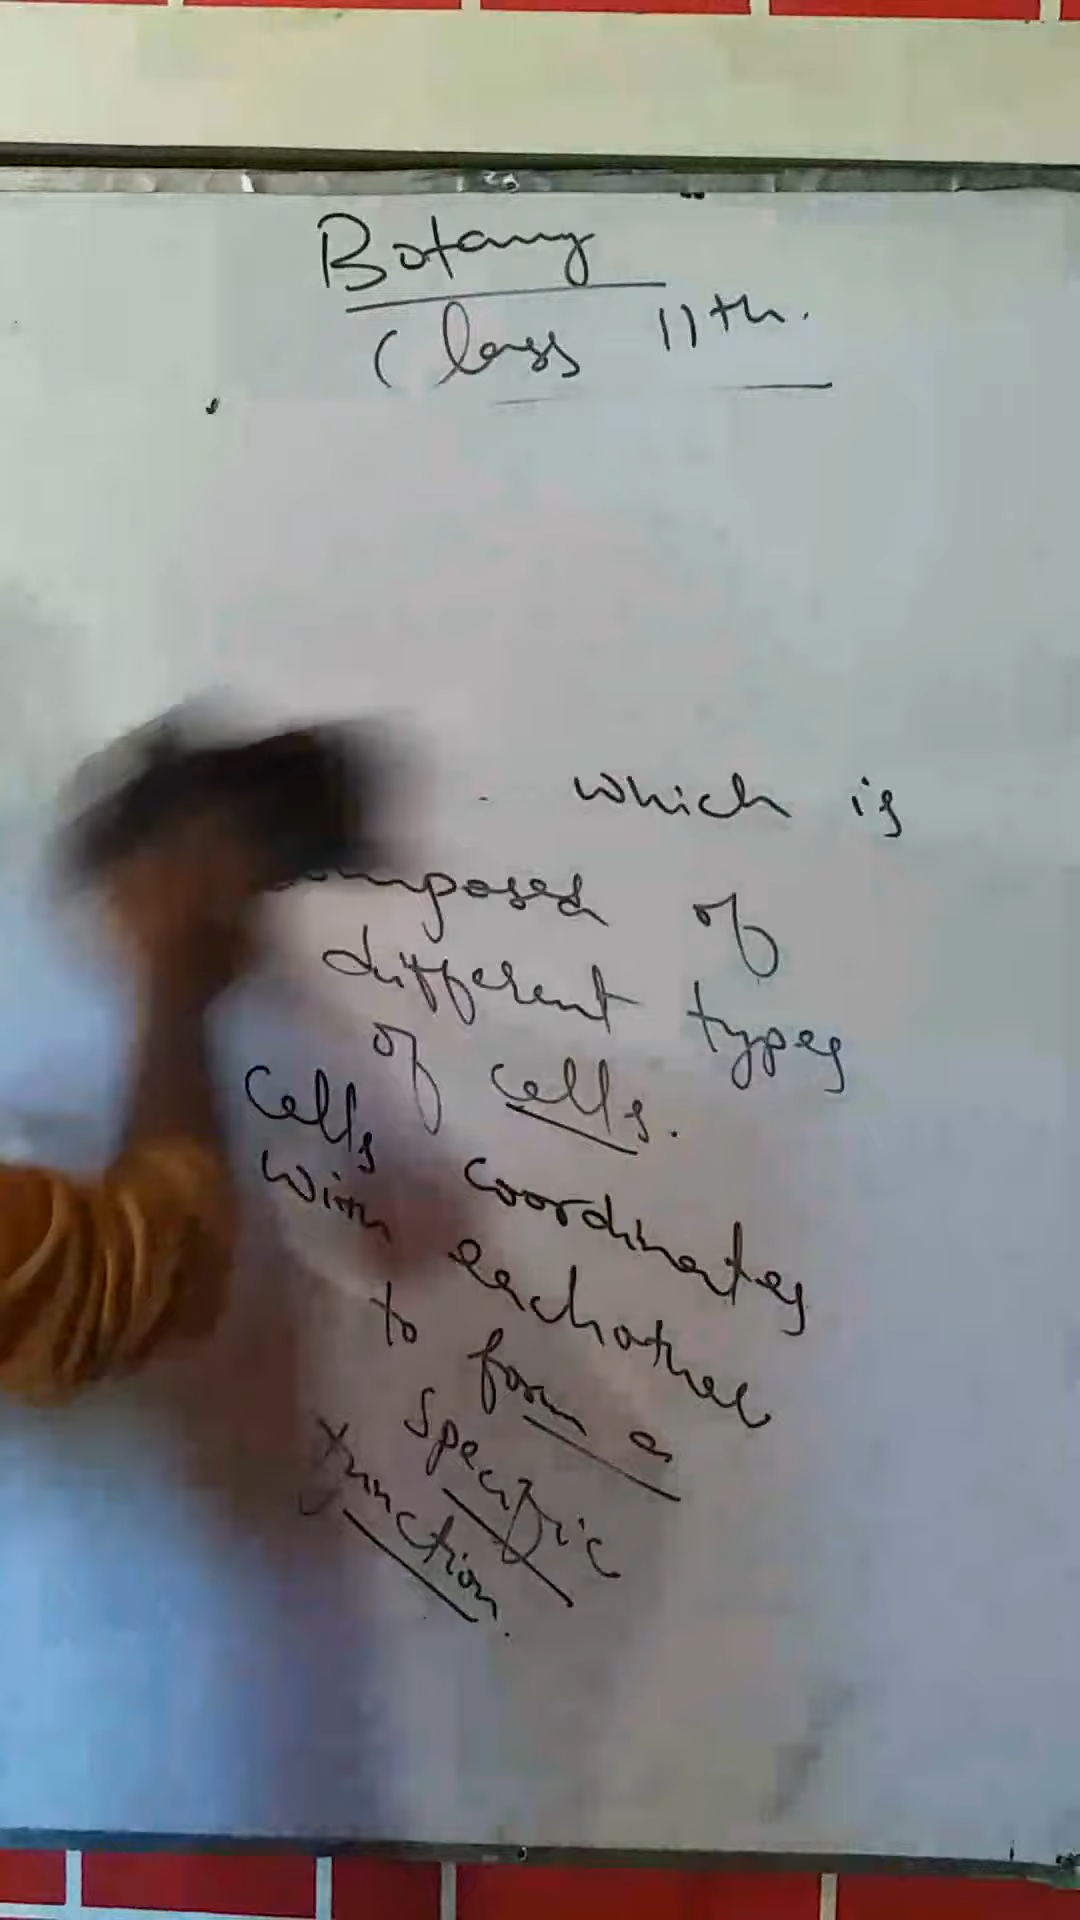 Botany
Class 11th.
which is
composed of
different types
of cells.
Cells coordinates
with eachother
to form a
specific
function.